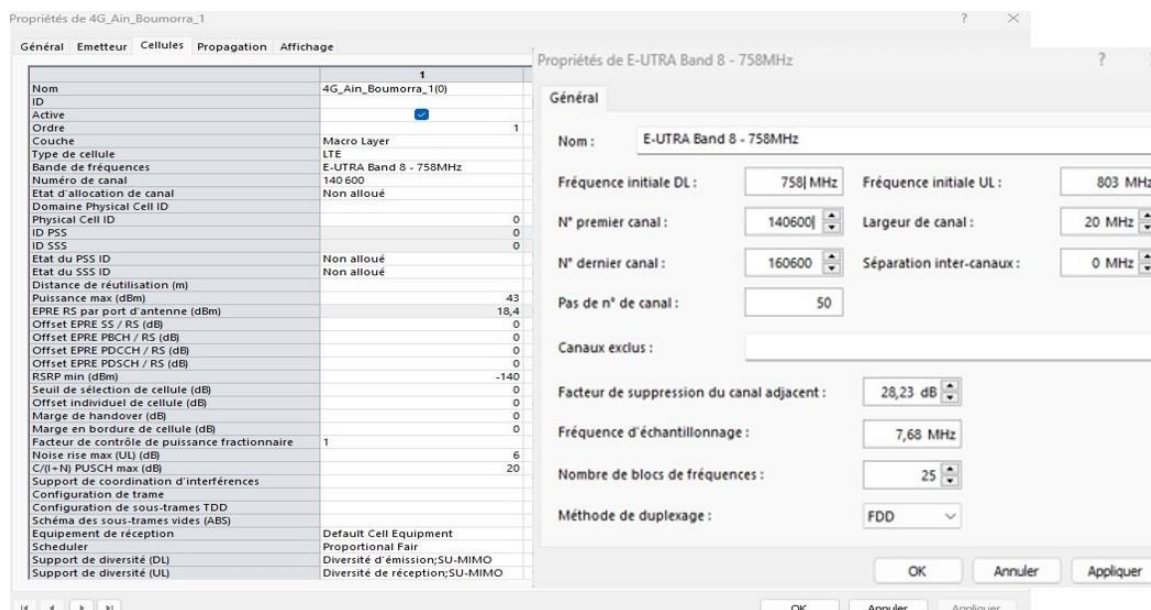 Propriétés de 4G_Ain_Boumorra_1
Général Emetteur Cellules Propagation Affichage
1
Nom 4G_Ain_Boumorra_1(0)
ID
Active
Ordre 1
Couche Macro Layer
Type de cellule LTE
Bande de fréquences E-UTRA Band 8 - 758MHz
Numéro de canal 140 600
Etat d'allocation de canal Non alloué
Domaine Physical Cell ID
Physical Cell ID 0
ID PSS 0
ID SSS 0
Etat du PSS ID Non alloué
Etat du SSS ID Non alloué
Distance de réutilisation (m)
Puissance max (dBm) 43
EPRE RS par port d'antenne (dBm) 18,4
Offset EPRE SS / RS (dB) 0
Offset EPRE PBCH / RS (dB) 0
Offset EPRE PDCCH / RS (dB) 0
Offset EPRE PDSCH / RS (dB) 0
RSRP min (dBm) -140
Seuil de sélection de cellule (dB) 0
Offset individuel de cellule (dB) 0
Marge de handover (dB) 0
Marge en bordure de cellule (dB) 0
Facteur de contrôle de puissance fractionnaire 1
Noise rise max (UL) (dB) 6
C/(I+N) PUSCH max (dB) 20
Support de coordination d'interférences
Configuration de trame
Configuration de sous-trames TDD
Schéma des sous-trames vides (ABS)
Equipement de réception Default Cell Equipment
Scheduler Proportional Fair
Support de diversité (DL) Diversité d'émission;SU-MIMO
Support de diversité (UL) Diversité de réception;SU-MIMO
OK Annuler Appliquer
Propriétés de E-UTRA Band 8 - 758MHz ?
Général
Nom : E-UTRA Band 8 - 758MHz
Fréquence initiale DL : 758 MHz Fréquence initiale UL : 803 MHz
N° premier canal : 140600 Largeur de canal : 20 MHz
N° dernier canal : 160600 Séparation inter-canaux : 0 MHz
Pas de n° de canal : 50
Canaux exclus :
Facteur de suppression du canal adjacent : 28,23 dB
Fréquence d'échantillonnage : 7,68 MHz
Nombre de blocs de fréquences : 25
Méthode de duplexage : FDD
OK Annuler Appliquer